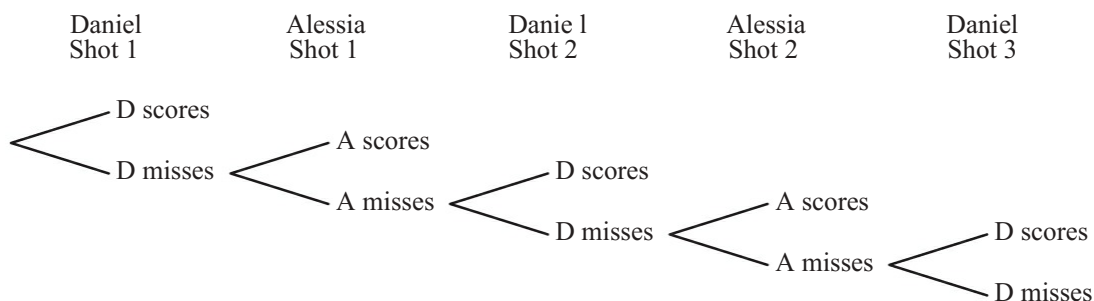 Daniel Alessia Danie l Alessia Daniel
Shot 1 Shot 1 Shot 2 Shot 2 Shot 3
D scores
A scores
D misses D scores
A misses A scores
D misses D scores
A misses
D misses